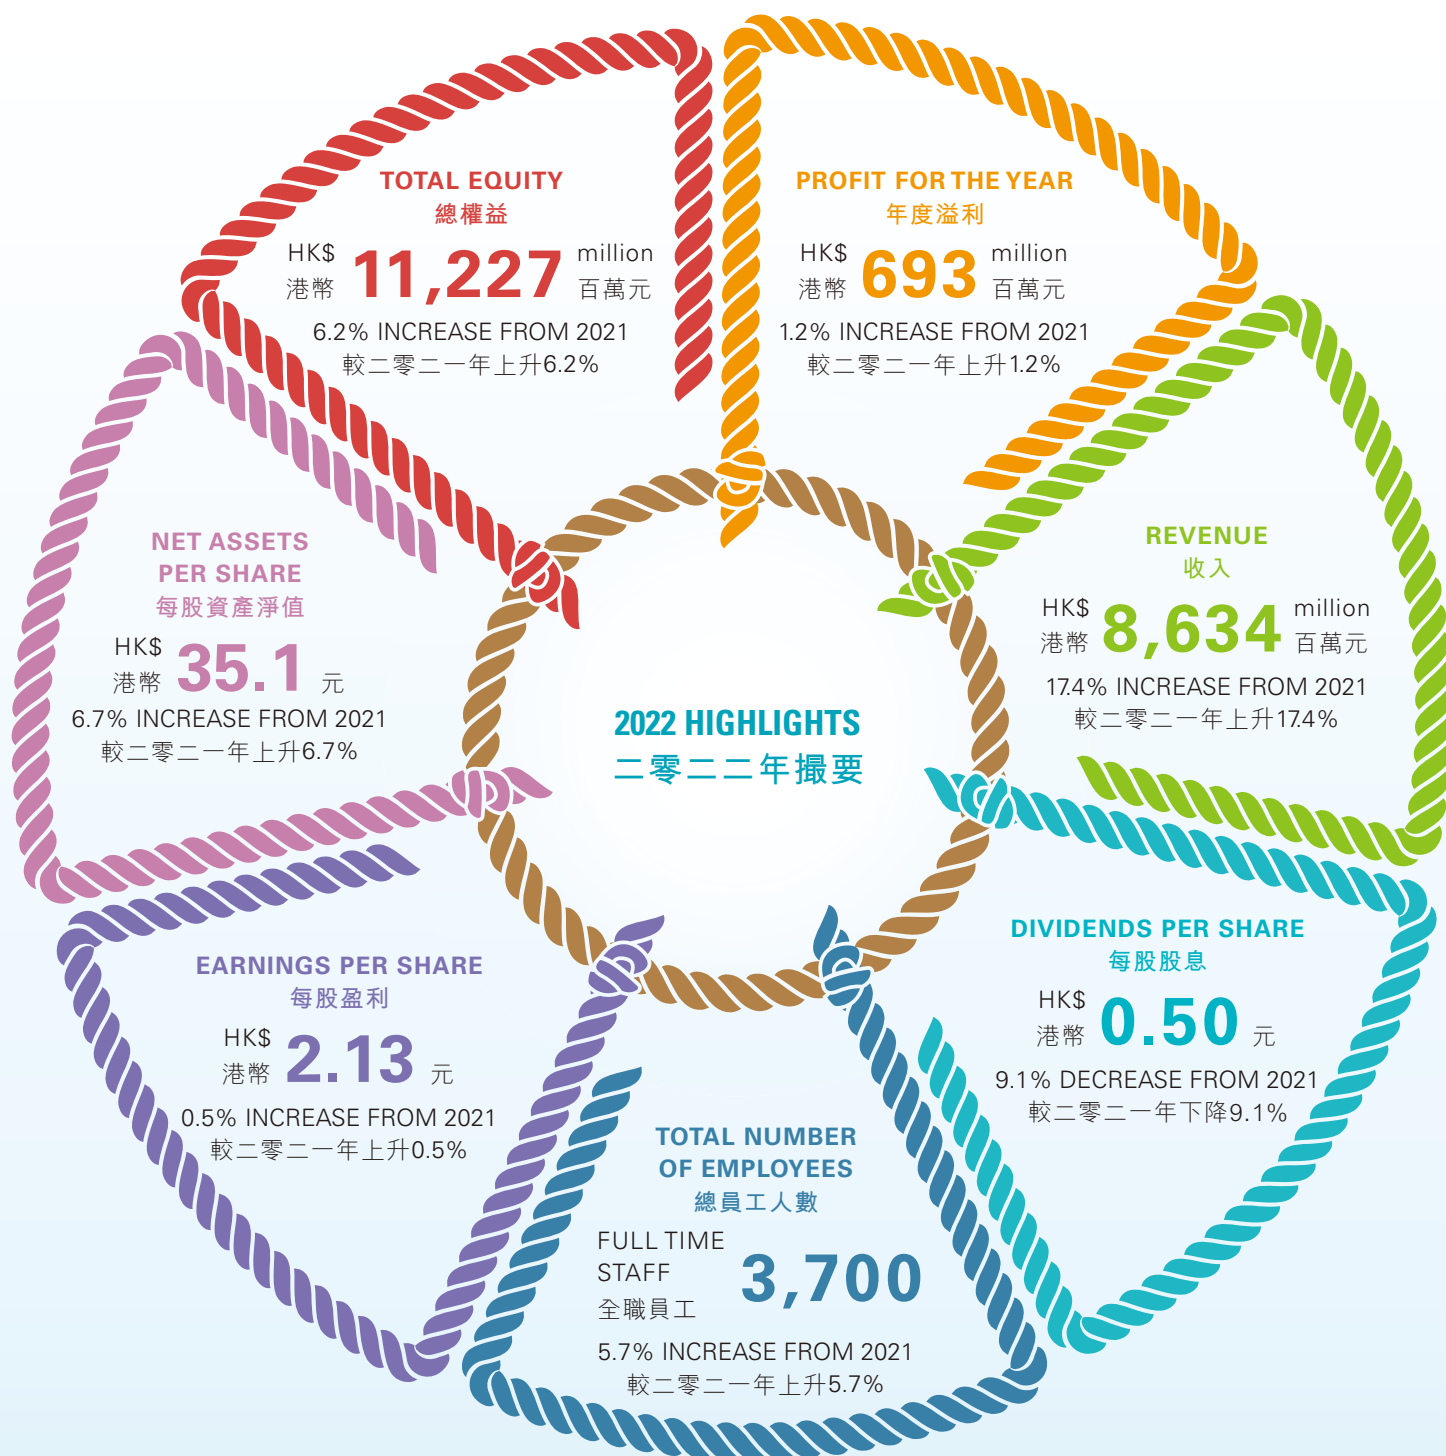 TOTAL EQUITY
總權益
HK$
港幣
11,227
million
百萬元
6.2% INCREASE FROM 2021
較二零二一年上升6.2%
PROFIT FOR THE YEAR
年度溢利
HK$
港幣
693
million
百萬元
1.2% INCREASE FROM 2021
較二零二一年上升1.2%
NET ASSETS
PER SHARE
每股資產淨值
HK$
港幣
35.1
元
6.7% INCREASE FROM 2021
較二零二一年上升6.7%
REVENUE
收入
HK$
港幣
8,634
million
百萬元
17.4% INCREASE FROM 2021
較二零二一年上升17.4%
2022 HIGHLIGHTS
二零二二年撮要
EARNINGS PER SHARE
每股盈利
HK$
港幣
2.13
元
0.5% INCREASE FROM 2021
較二零二一年上升0.5%
DIVIDENDS PER SHARE
每股股息
HK$
港幣
0.50
元
9.1% DECREASE FROM 2021
較二零二一年下降9.1%
TOTAL NUMBER
OF EMPLOYEES
總員工人數
FULL TIME
STAFF
全職員工
3,700
5.7% INCREASE FROM 2021
較二零二一年上升5.7%